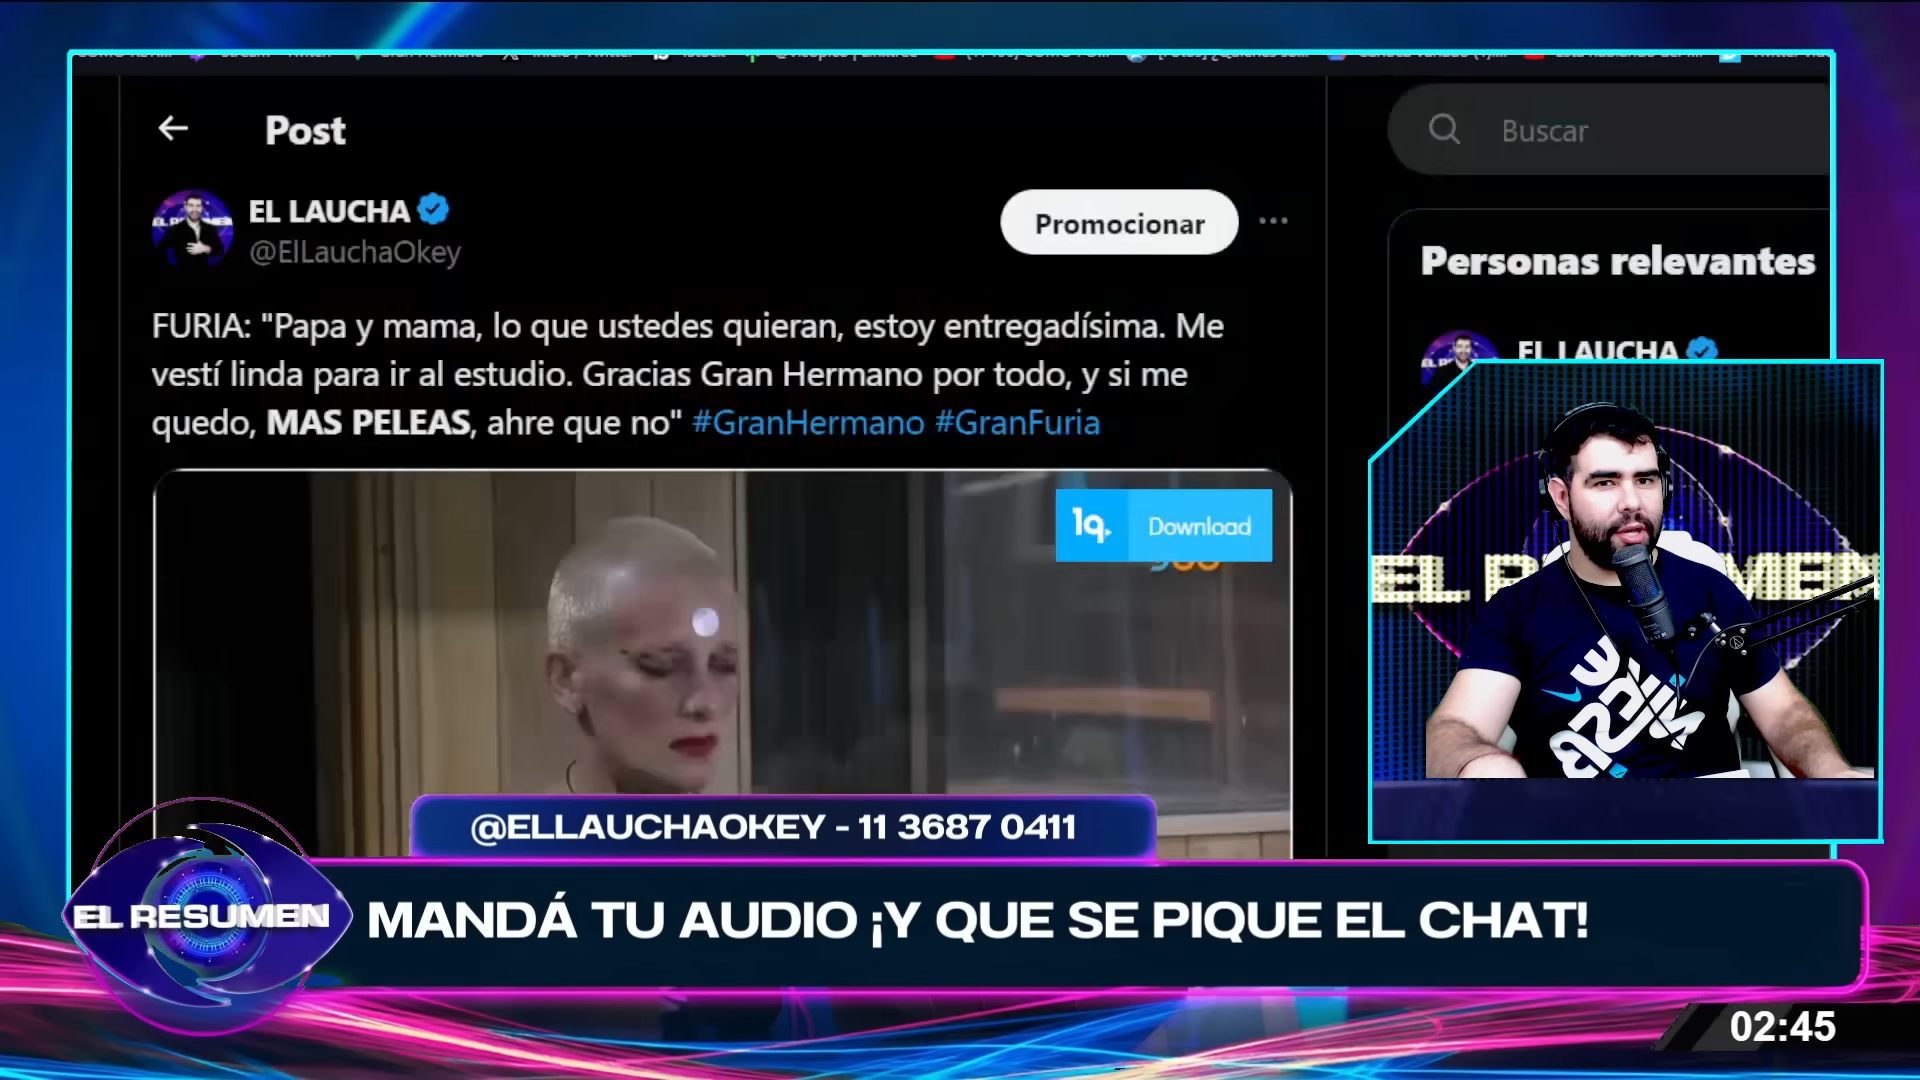 Post
Buscar
EL LAUCHA
@ElLauchaOkey
Promocionar
Personas relevantes
EL LAUCHA
FURIA: "Papa y mama, lo que ustedes quieran, estoy entregadísima. Me
vestí linda para ir al estudio. Gracias Gran Hermano por todo, y si me
quedo, MAS PELEAS, ahre que no" #GranHermano #GranFuria
1q.
Download
@ELLAUCHAOKEY - 11 3687 0411
EL RESUMEN
MANDÁ TU AUDIO ¡Y QUE SE PIQUE EL CHAT!
02:45